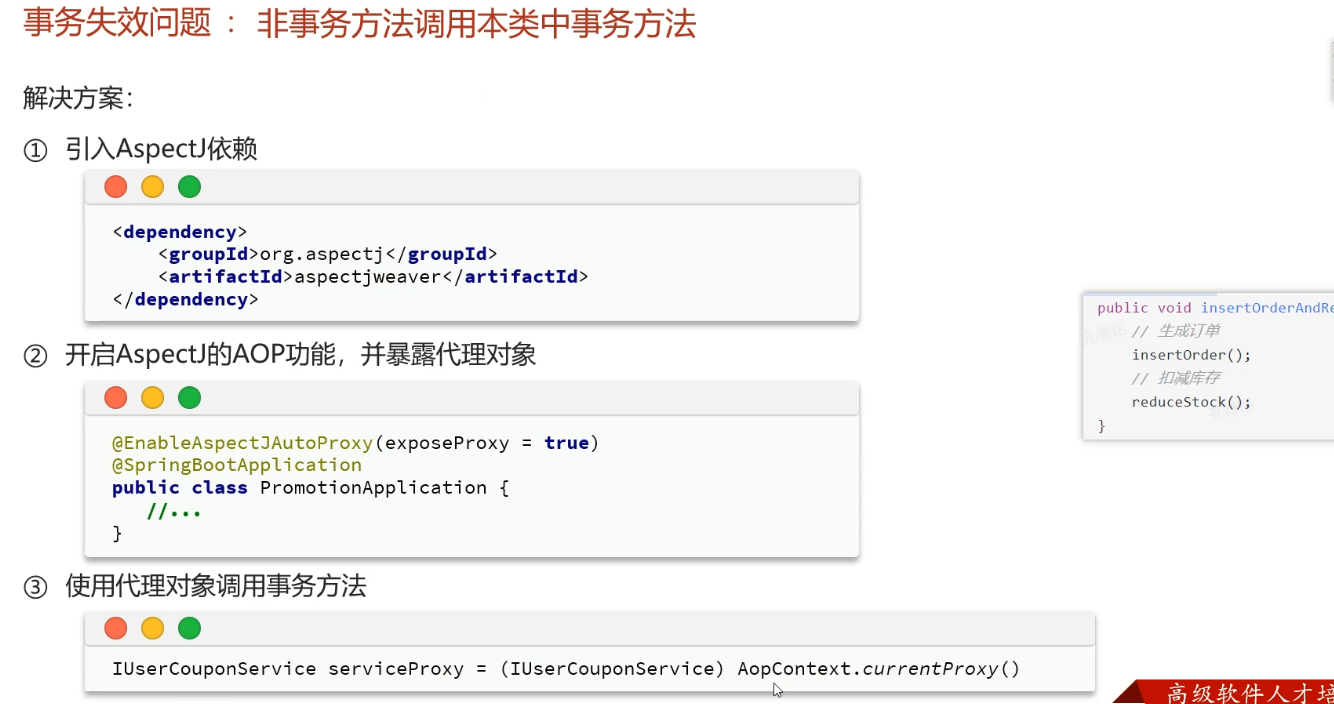 事务失效问题 ： 非事务方法调用本类中事务方法
解决方案：
① 引入AspectJ依赖
<dependency>
    <groupId>org.aspectj</groupId>
    <artifactId>aspectjweaver</artifactId>
</dependency>
② 开启AspectJ的AOP功能，并暴露代理对象
@EnableAspectJAutoProxy(exposeProxy = true)
@SpringBootApplication
public class PromotionApplication {
   //...
}
③ 使用代理对象调用事务方法
IUserCouponService serviceProxy = (IUserCouponService) AopContext.currentProxy()
public void insertOrderAndRe
    // 生成订单
    insertOrder();
    // 扣减库存
    reduceStock();
}
高级软件人才培